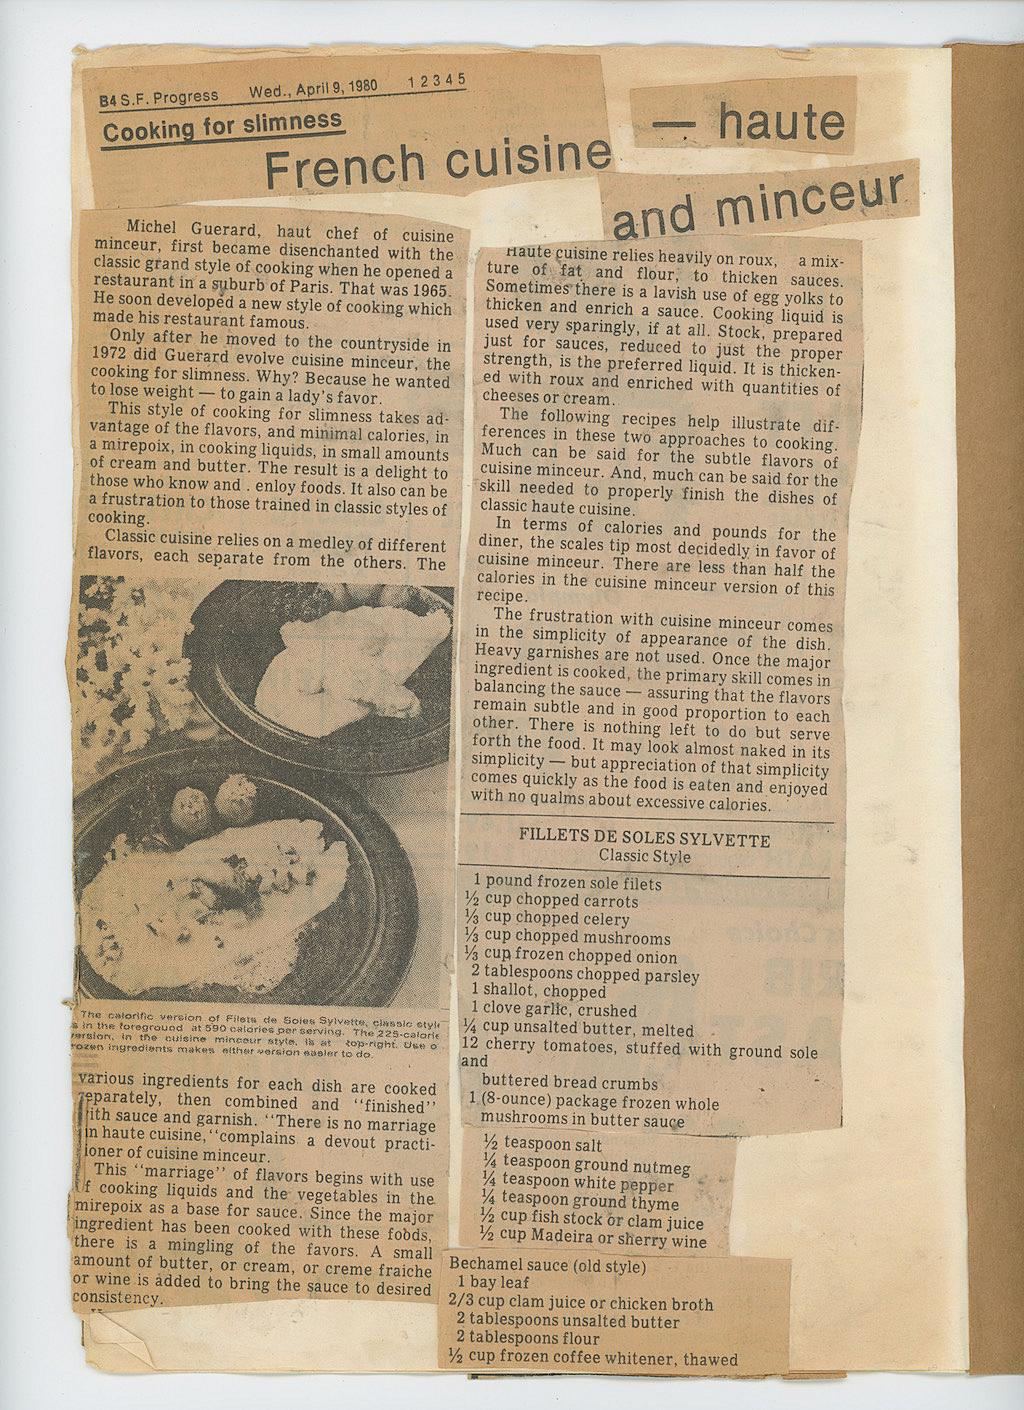 B4 S.F. Progress Wed., April 9, 1980 1 2 3 4 5
Cooking for slimness
French cuisine — haute
and minceur
Michel Guerard, haut chef of cuisine
minceur, first became disenchanted with the
classic grand style of cooking when he opened a
restaurant in a suburb of Paris. That was 1965.
He soon developed a new style of cooking which
made his restaurant famous.
Only after he moved to the countryside in
1972 did Guerard evolve cuisine minceur, the
cooking for slimness. Why? Because he wanted
to lose weight — to gain a lady's favor.
This style of cooking for slimness takes ad-
vantage of the flavors, and minimal calories, in
a mirepoix, in cooking liquids, in small amounts
of cream and butter. The result is a delight to
those who know and . enloy foods. It also can be
a frustration to those trained in classic styles of
cooking.
Classic cuisine relies on a medley of different
flavors, each separate from the others. The
The calorific version of Filets de Soles Sylvette, classic style
s in the foreground at 590 calories per serving. The 225-calorie
version, in the cuisine minceur style, is at top-right. Use o
rozen ingredients makes either version easier to do.
various ingredients for each dish are cooked
separately, then combined and "finished"
with sauce and garnish. "There is no marriage
in haute cuisine,"complains a devout practi-
ioner of cuisine minceur.
This "marriage" of flavors begins with use
of cooking liquids and the vegetables in the
mirepoix as a base for sauce. Since the major
ingredient has been cooked with these foods,
there is a mingling of the favors. A small
amount of butter, or cream, or creme fraiche
or wine is added to bring the sauce to desired
consistency.
Haute cuisine relies heavily on roux, a mix-
ture of fat and flour, to thicken sauces.
Sometimes there is a lavish use of egg yolks to
thicken and enrich a sauce. Cooking liquid is
used very sparingly, if at all. Stock, prepared
just for sauces, reduced to just the proper
strength, is the preferred liquid. It is thicken-
ed with roux and enriched with quantities of
cheeses or cream.
The following recipes help illustrate dif-
ferences in these two approaches to cooking.
Much can be said for the subtle flavors of
cuisine minceur. And, much can be said for the
skill needed to properly finish the dishes of
classic haute cuisine.
In terms of calories and pounds for the
diner, the scales tip most decidedly in favor of
cuisine minceur. There are less than half the
calories in the cuisine minceur version of this
recipe.
The frustration with cuisine minceur comes
in the simplicity of appearance of the dish.
Heavy garnishes are not used. Once the major
ingredient is cooked, the primary skill comes in
balancing the sauce — assuring that the flavors
remain subtle and in good proportion to each
other. There is nothing left to do but serve
forth the food. It may look almost naked in its
simplicity — but appreciation of that simplicity
comes quickly as the food is eaten and enjoyed
with no qualms about excessive calories.
FILLETS DE SOLES SYLVETTE
Classic Style
1 pound frozen sole filets
½ cup chopped carrots
⅓ cup chopped celery
⅓ cup chopped mushrooms
⅓ cup frozen chopped onion
2 tablespoons chopped parsley
1 shallot, chopped
1 clove garlic, crushed
¼ cup unsalted butter, melted
12 cherry tomatoes, stuffed with ground sole
and
buttered bread crumbs
1 (8-ounce) package frozen whole
mushrooms in butter sauce
½ teaspoon salt
¼ teaspoon ground nutmeg
¼ teaspoon white pepper
¼ teaspoon ground thyme
½ cup fish stock or clam juice
½ cup Madeira or sherry wine
Bechamel sauce (old style)
1 bay leaf
2/3 cup clam juice or chicken broth
2 tablespoons unsalted butter
2 tablespoons flour
½ cup frozen coffee whitener, thawed